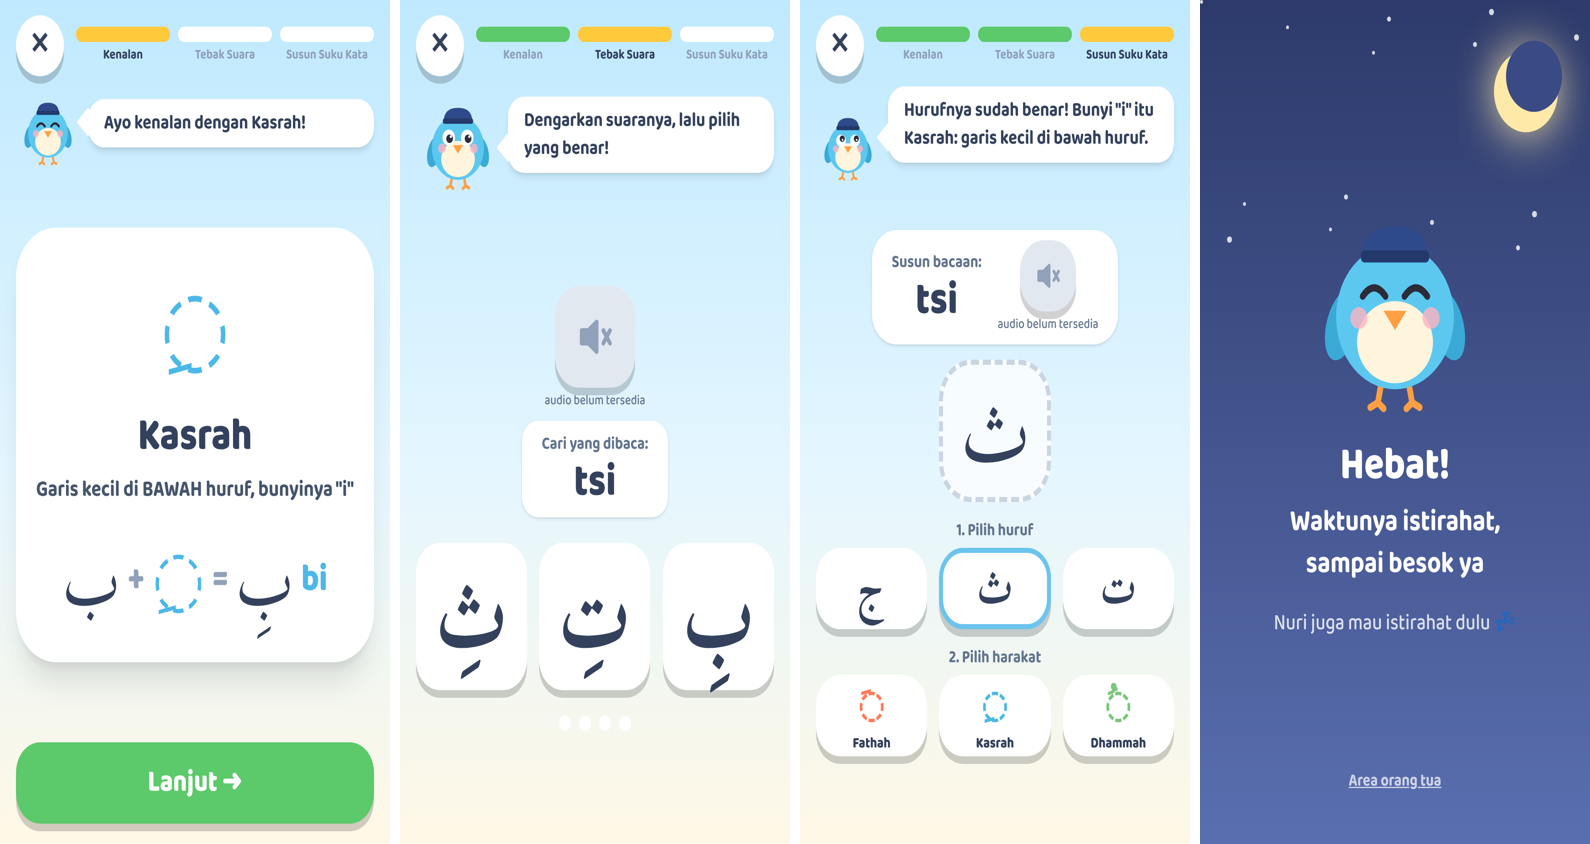 Kenalan
Tebak Suara
Susun Suku Kata
Ayo kenalan dengan Kasrah!
Kasrah
Garis kecil di BAWAH huruf, bunyinya "i"
ب + ◌ِ = بِ bi
Lanjut →
Kenalan
Tebak Suara
Susun Suku Kata
Dengarkan suaranya, lalu pilih
yang benar!
audio belum tersedia
Cari yang dibaca:
tsi
ثِ
تِ
بِ
Kenalan
Tebak Suara
Susun Suku Kata
Hurufnya sudah benar! Bunyi "i" itu
Kasrah: garis kecil di bawah huruf.
Susun bacaan:
tsi
audio belum tersedia
ث
1. Pilih huruf
ج
ث
ت
2. Pilih harakat
Fathah
Kasrah
Dhammah
Hebat!
Waktunya istirahat,
sampai besok ya
Nuri juga mau istirahat dulu 💤
Area orang tua